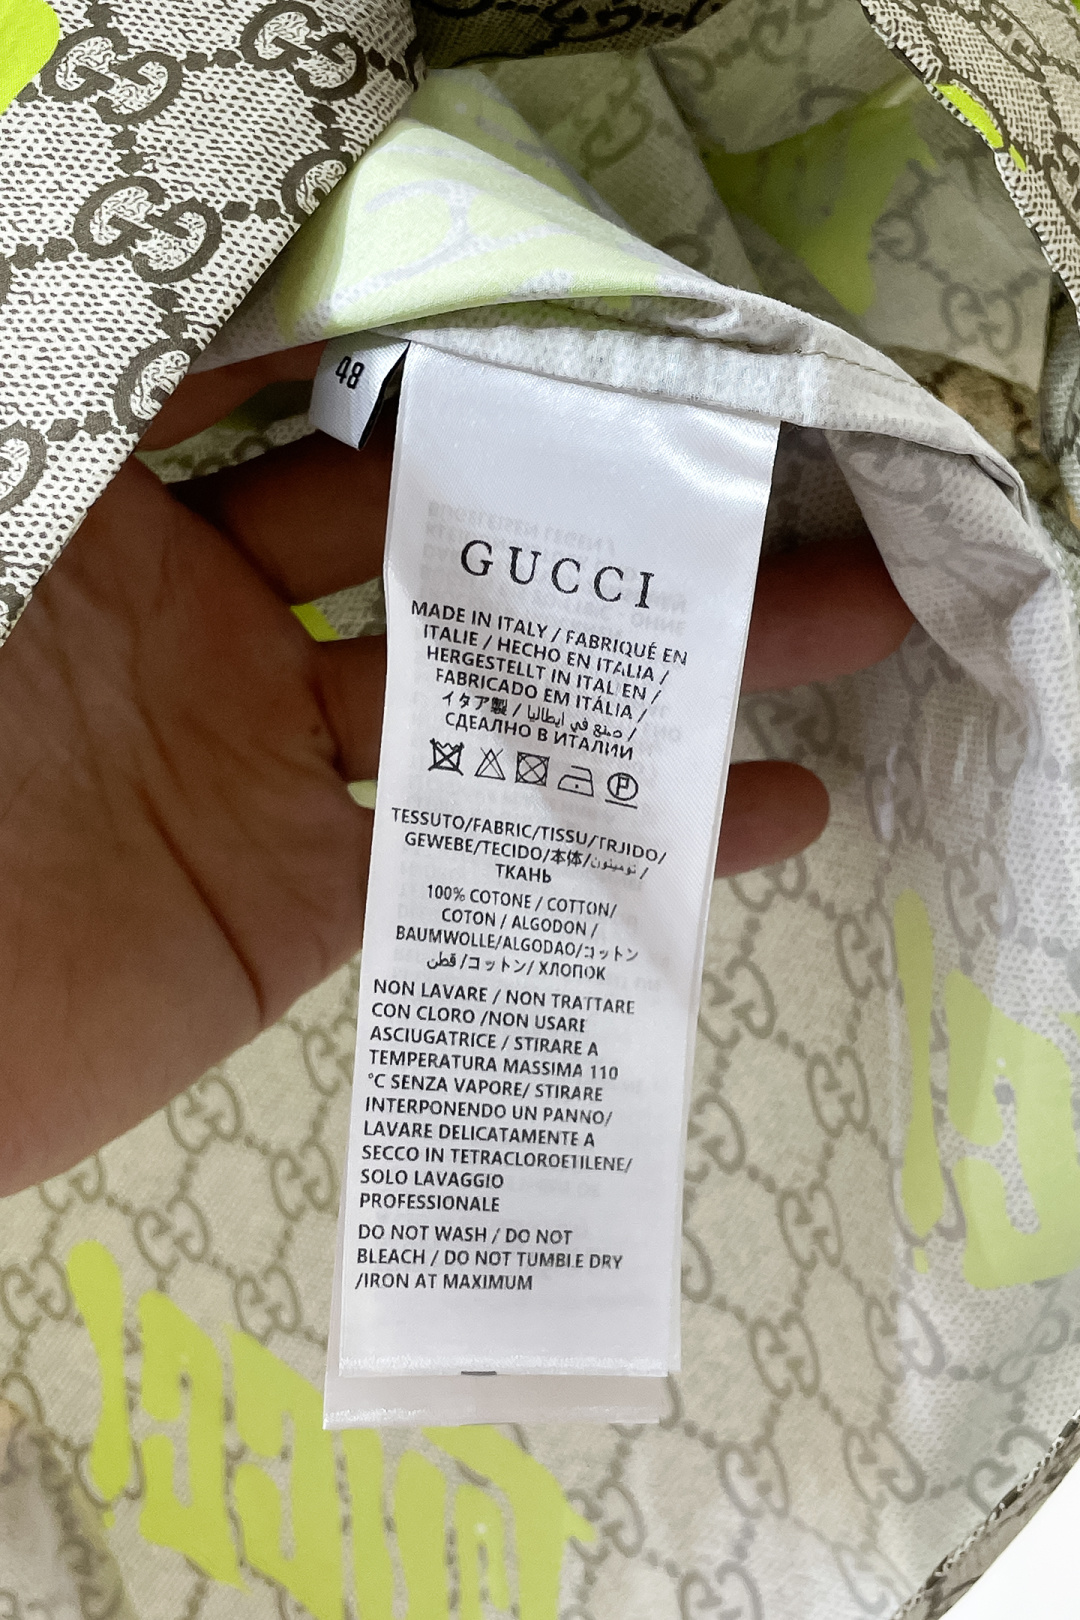 48
GUCCI
MADE IN ITALY / FABRIQUÉ EN
ITALIE / HECHO EN ITALIA /
HERGESTELLT IN ITALIEN /
FABRICADO EM ITÁLIA /
イタア製 / صنع في ايطاليا /
СДЕАЛНО В ИТАЛИИ
P
TESSUTO/FABRIC/TISSU/TRJIDO/
GEWEBE/TECIDO/本体/
ТКАНЬ
100% COTONE / COTTON/
COTON / ALGODON /
BAUMWOLLE/ALGODAO/コットン
قطن /コットン/ ХЛОПОК
NON LAVARE / NON TRATTARE
CON CLORO /NON USARE
ASCIUGATRICE / STIRARE A
TEMPERATURA MASSIMA 110
°C SENZA VAPORE/ STIRARE
INTERPONENDO UN PANNO/
LAVARE DELICATAMENTE A
SECCO IN TETRACLOROETILENE/
SOLO LAVAGGIO
PROFESSIONALE
DO NOT WASH / DO NOT
BLEACH / DO NOT TUMBLE DRY
/IRON AT MAXIMUM